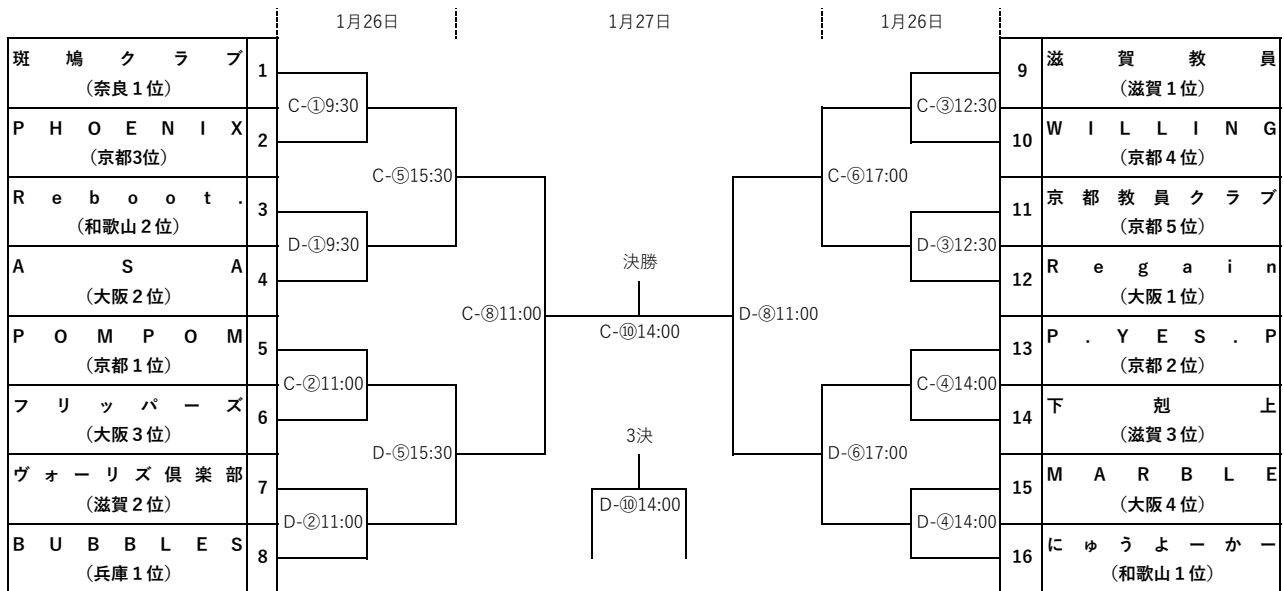 1月26日
1月27日
1月26日
斑鳩クラブ
（奈良１位）
1
PHOENIX
（京都3位）
2
Reboot.
（和歌山２位）
3
ASA
（大阪２位）
4
POMPOM
（京都１位）
5
フリッパーズ
（大阪３位）
6
ヴォーリズ倶楽部
（滋賀２位）
7
BUBBLES
（兵庫１位）
8
C-①9:30
D-①9:30
C-②11:00
D-②11:00
C-⑤15:30
D-⑤15:30
C-⑧11:00
決勝
C-⑩14:00
3決
D-⑩14:00
D-⑧11:00
C-⑥17:00
D-⑥17:00
C-③12:30
D-③12:30
C-④14:00
D-④14:00
9
滋賀教員
（滋賀１位）
10
WILLING
（京都４位）
11
京都教員クラブ
（京都５位）
12
Regain
（大阪１位）
13
P.YES.P
（京都２位）
14
下剋上
（滋賀３位）
15
MARBLE
（大阪４位）
16
にゅうよーかー
（和歌山１位）